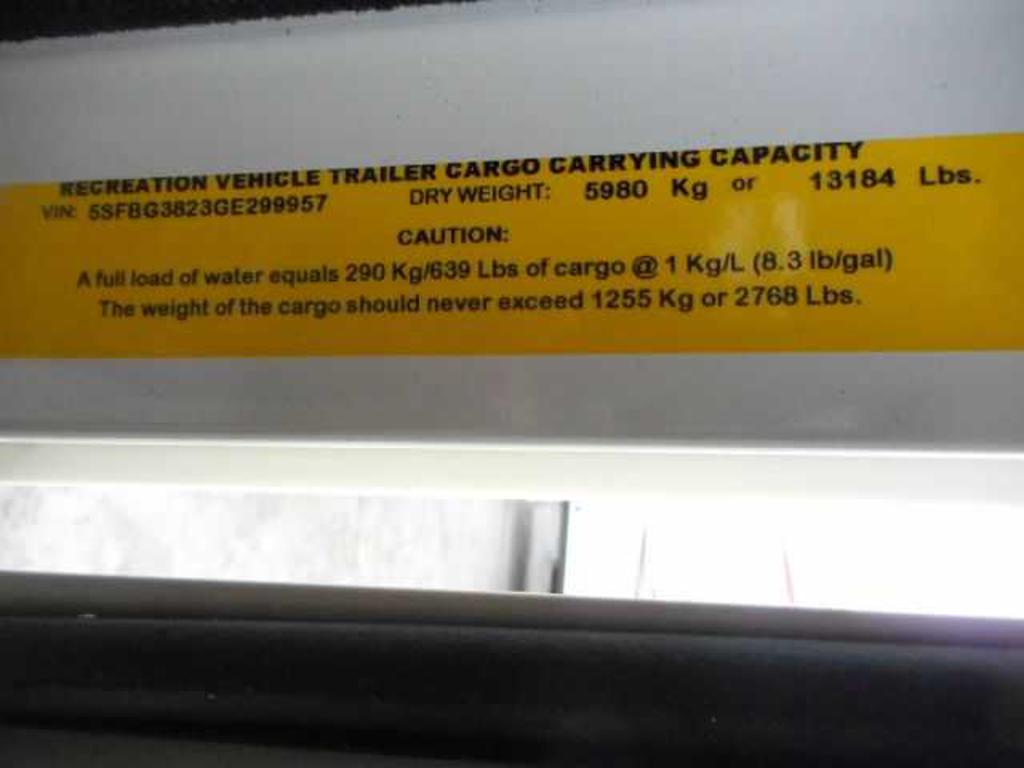 RECREATION VEHICLE TRAILER CARGO CARRYING CAPACITY
VIN: 5SFBG3823GE299957 DRY WEIGHT: 5980 Kg or 13184 Lbs.
CAUTION:
A full load of water equals 290 Kg/639 Lbs of cargo @ 1 Kg/L (8.3 lb/gal)
The weight of the cargo should never exceed 1255 Kg or 2768 Lbs.